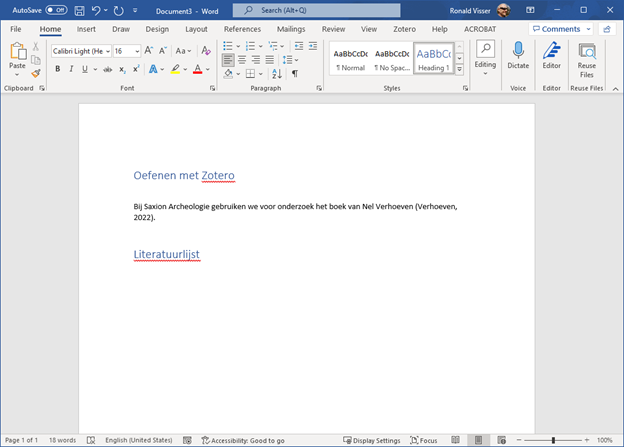 AutoSave Off Document3 - Word Search (Alt+Q) Ronald Visser
File Home Insert Draw Design Layout References Mailings Review View Zotero Help ACROBAT Comments
Calibri Light (He 16 A A Aa A
Paste B I U ab x₂ x² A A AaBbCcDc AaBbCcDc AaBbCc Editing Dictate Editor Reuse Files
¶ Normal ¶ No Spac... Heading 1
Clipboard Font Paragraph Styles Voice Editor Reuse Files
Oefenen met Zotero
Bij Saxion Archeologie gebruiken we voor onderzoek het boek van Nel Verhoeven (Verhoeven,
2022).
Literatuurlijst
Page 1 of 1 18 words English (United States) Accessibility: Good to go Display Settings Focus 100%